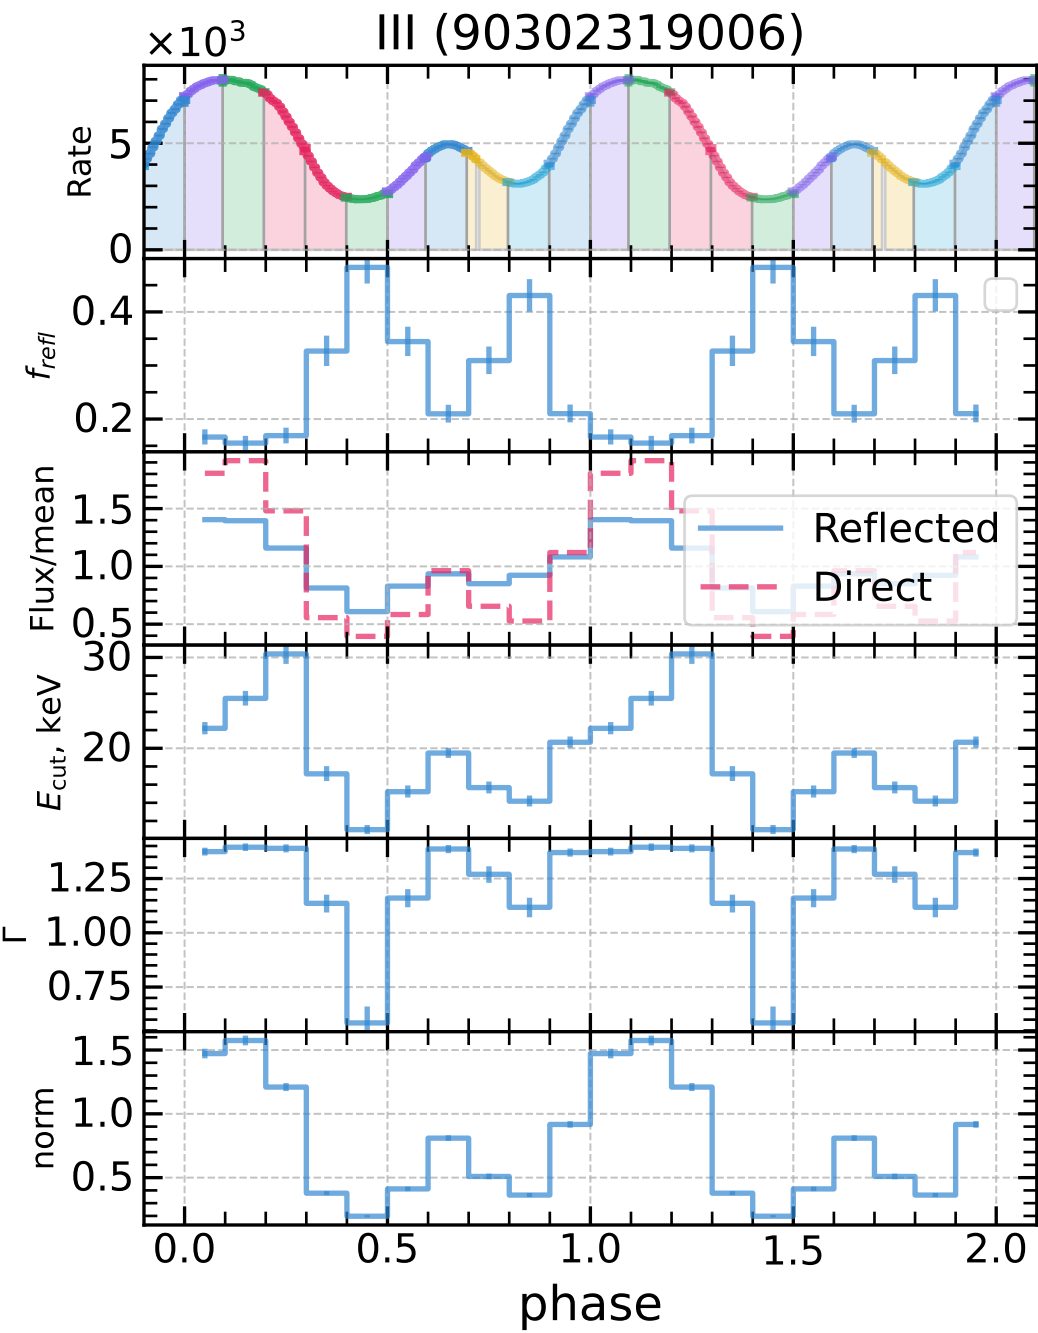 ×10³ III (90302319006)
Rate
5
0
f_refl
0.4
0.2
Flux/mean
1.5
1.0
0.5
Reflected
Direct
E_cut, keV
30
20
Γ
1.25
1.00
0.75
norm
1.5
1.0
0.5
0.0 0.5 1.0 1.5 2.0
phase